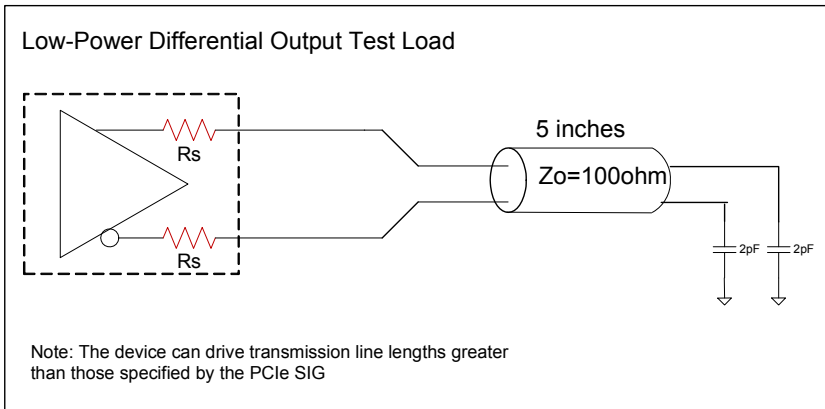 Low-Power Differential Output Test Load
Rs
5 inches
Zo=100ohm
Rs
2pF
2pF
Note: The device can drive transmission line lengths greater
than those specified by the PCIe SIG